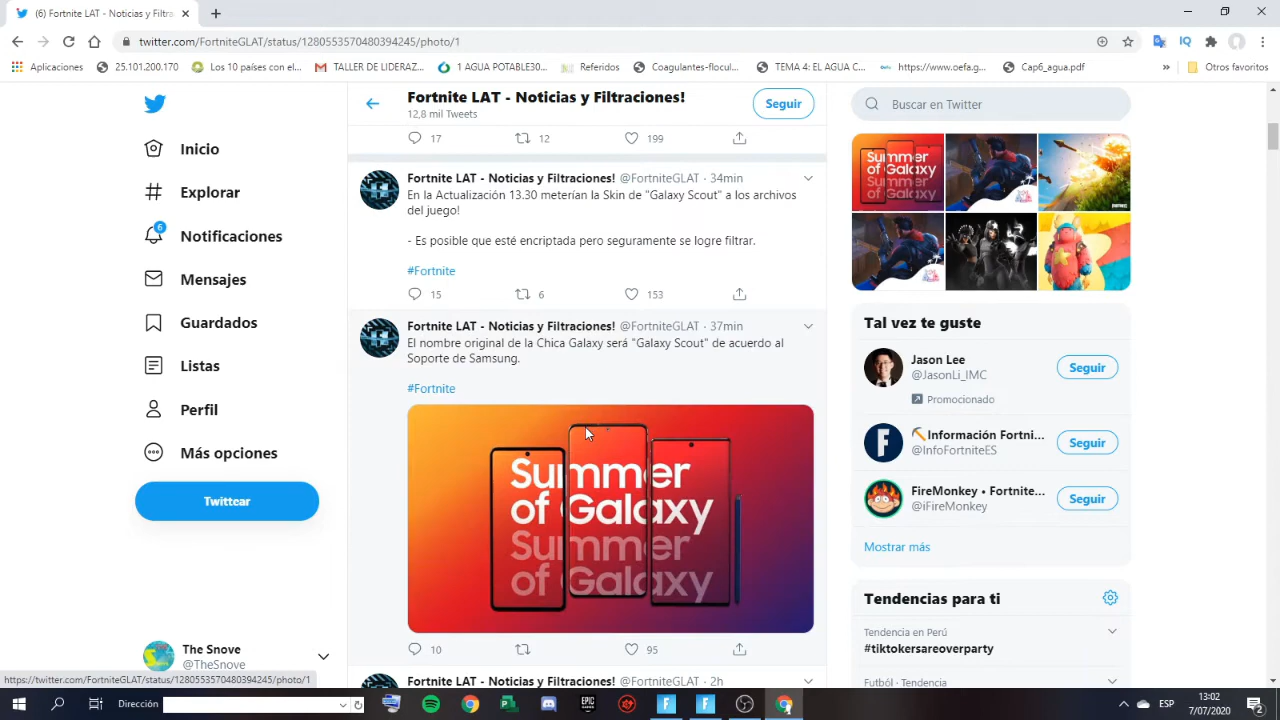 (6) Fortnite LAT - Noticias y Filtra
twitter.com/FortniteGLAT/status/1280553570480394245/photo/1
Aplicaciones
25.101.200.170
Los 10 países con el...
TALLER DE LIDERAZ...
1 AGUA POTABLE30...
Referidos
Coagulantes-flocul...
TEMA 4: EL AGUA C...
https://www.oefa.g...
Cap6_agua.pdf
»
Otros favoritos
Inicio
Explorar
6
Notificaciones
Mensajes
Guardados
Listas
Perfil
Más opciones
Twittear
The Snove
@TheSnove
https://twitter.com/FortniteGLAT/status/1280553570480394245/photo/1
Fortnite LAT - Noticias y Filtraciones!
12,8 mil Tweets
Seguir
17 12 199
Fortnite LAT - Noticias y Filtraciones! @FortniteGLAT · 34min
En la Actualización 13.30 meterían la Skin de "Galaxy Scout" a los archivos
del juego!
- Es posible que esté encriptada pero seguramente se logre filtrar.
#Fortnite
15 6 153
Fortnite LAT - Noticias y Filtraciones! @FortniteGLAT · 37min
El nombre original de la Chica Galaxy será "Galaxy Scout" de acuerdo al
Soporte de Samsung.
#Fortnite
Summer
of Galaxy
Summer
of Galaxy
10 95
Fortnite LAT - Noticias y Filtraciones! @FortniteGLAT · 2h
Buscar en Twitter
Summer
of Galaxy
Summer
of Galaxy
Tal vez te guste
Jason Lee
@JasonLi_IMC
Seguir
Promocionado
Información Fortni...
@InfoFortniteES
Seguir
FireMonkey • Fortnite...
@iFireMonkey
Seguir
Mostrar más
Tendencias para ti
Tendencia en Perú
#tiktokersareoverparty
Futból · Tendencia
Dirección
EPIC
GAMES
ESP
13:02
7/07/2020
2